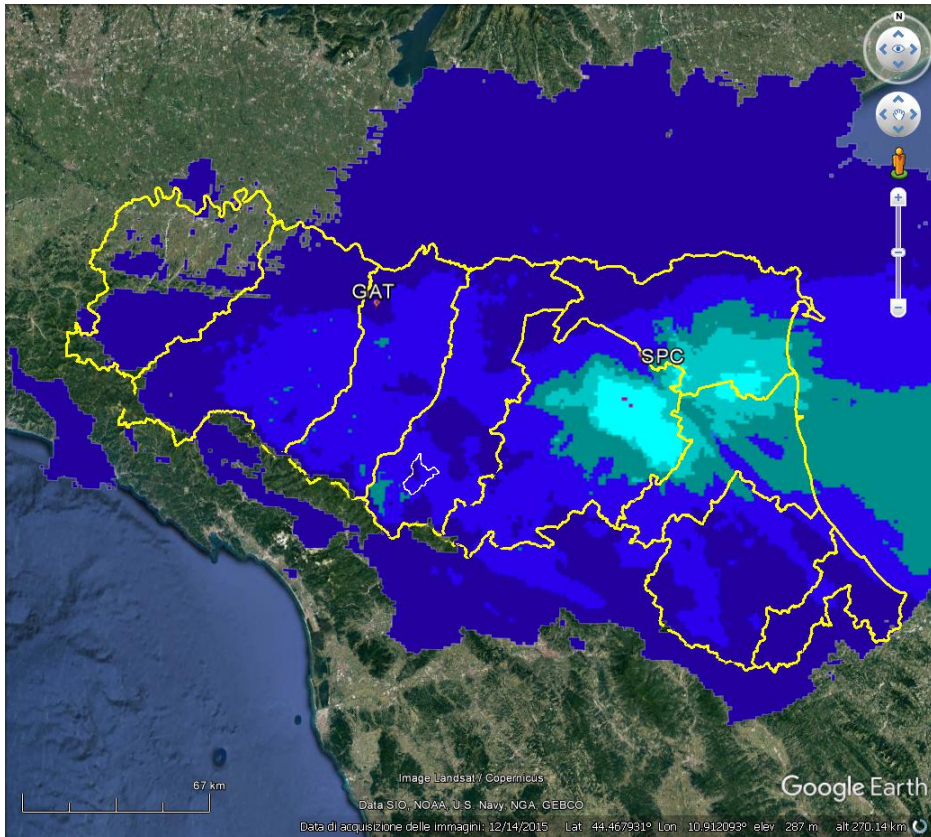 N
GAT
SPC
67 km
Image Landsat / Copernicus
Data SIO, NOAA, U.S. Navy, NGA, GEBCO
Google Earth
Data di acquisizione delle immagini: 12/14/2015 Lat 44.467931° Lon 10.912093° elev 287 m alt 270.14 km